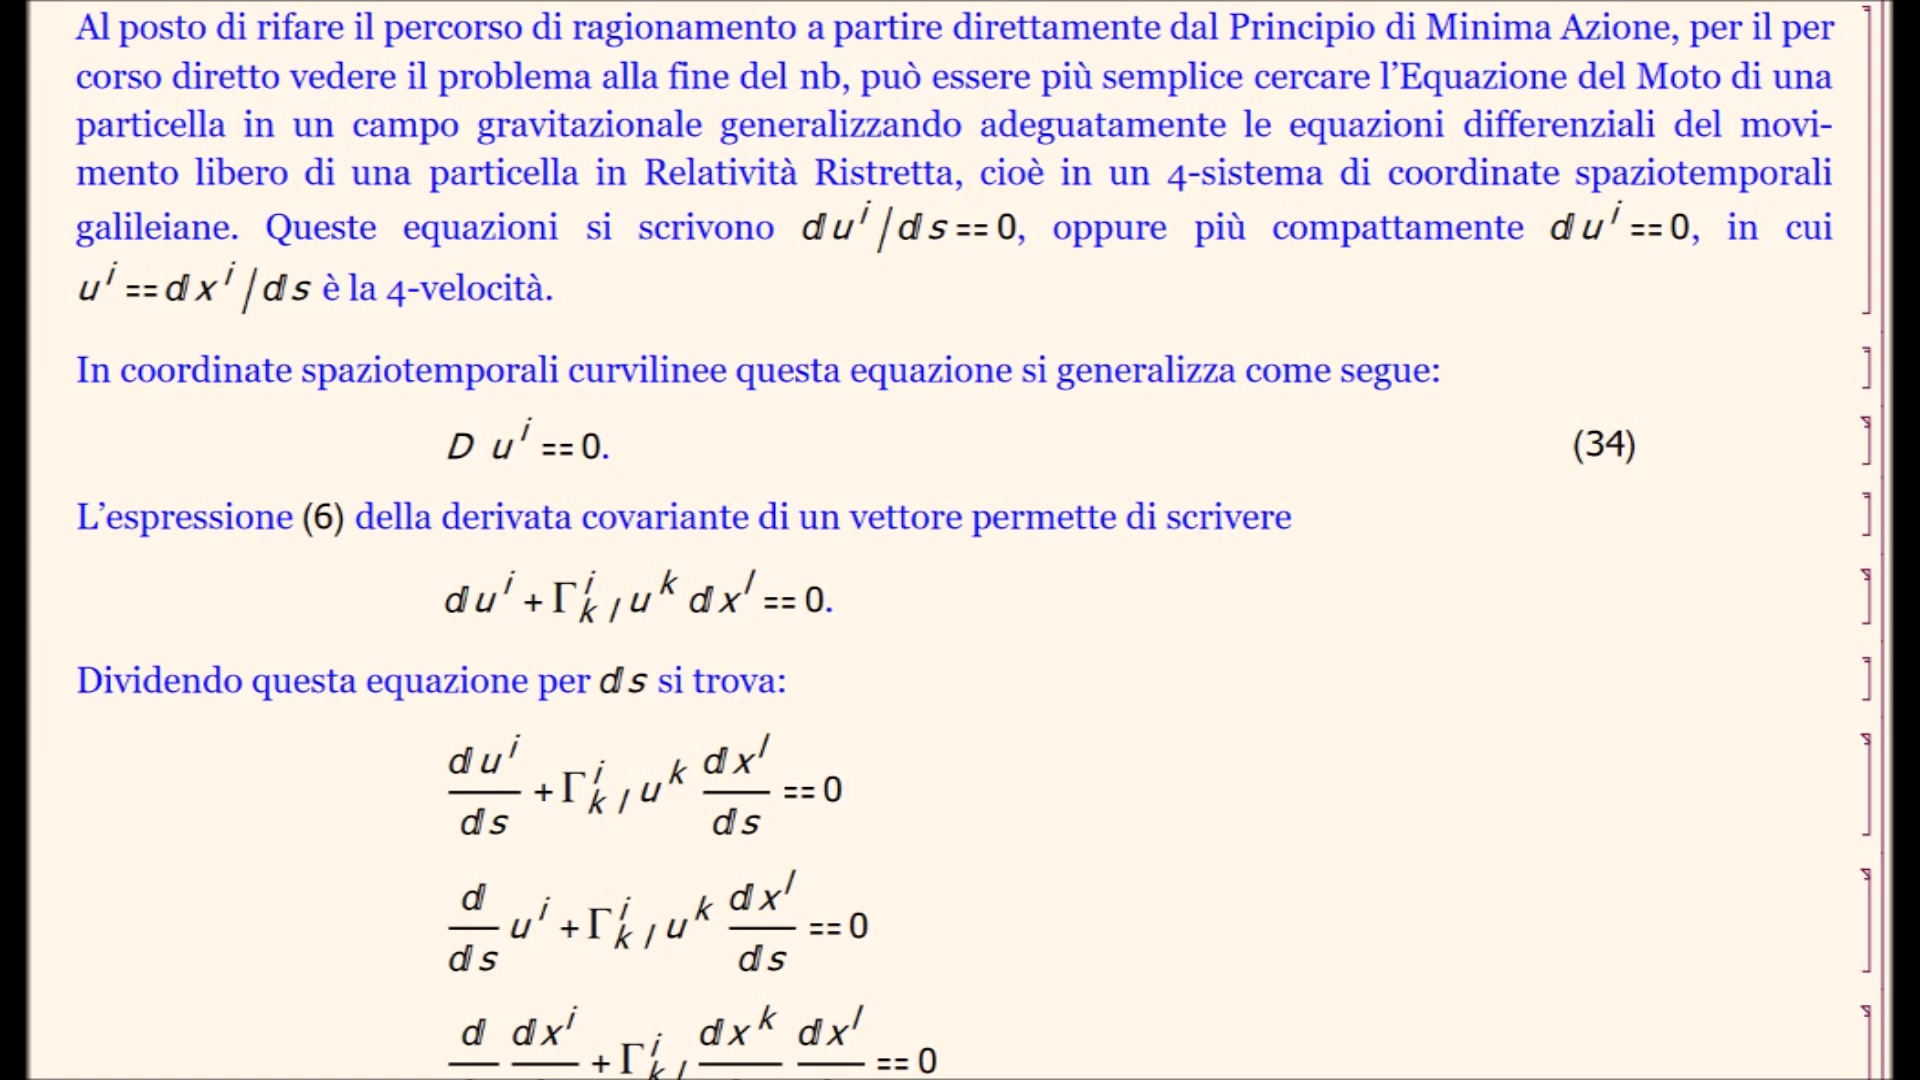 Al posto di rifare il percorso di ragionamento a partire direttamente dal Principio di Minima Azione, per il per
corso diretto vedere il problema alla fine del nb, può essere più semplice cercare l’Equazione del Moto di una
particella in un campo gravitazionale generalizzando adeguatamente le equazioni differenziali del movi-
mento libero di una particella in Relatività Ristretta, cioè in un 4-sistema di coordinate spaziotemporali
galileiane. Queste equazioni si scrivono ⅆu^i/ⅆs == 0, oppure più compattamente ⅆu^i == 0, in cui
u^i == ⅆx^i/ⅆs è la 4-velocità.
In coordinate spaziotemporali curvilinee questa equazione si generalizza come segue:
D u^i == 0. (34)
L’espressione (6) della derivata covariante di un vettore permette di scrivere
ⅆu^i + Γ^i_{k l} u^k ⅆx^l == 0.
Dividendo questa equazione per ⅆs si trova:
ⅆu^i/ⅆs + Γ^i_{k l} u^k ⅆx^l/ⅆs == 0
ⅆ/ⅆs u^i + Γ^i_{k l} u^k ⅆx^l/ⅆs == 0
ⅆ ⅆx^i + Γ^i_{k l} ⅆx^k ⅆx^l == 0